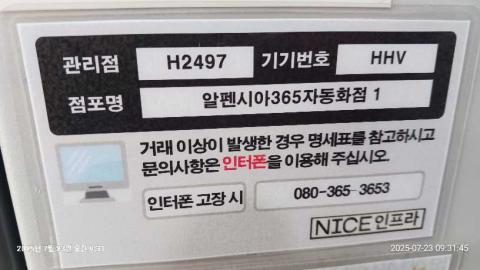 관리점 H2497 기기번호 HHV
점포명 알펜시아365자동화점 1
거래 이상이 발생한 경우 명세표를 참고하시고
문의사항은 인터폰을 이용해 주십시오.
인터폰 고장 시 080-365-3653
NICE인프라
2025-07-23 09:31:45